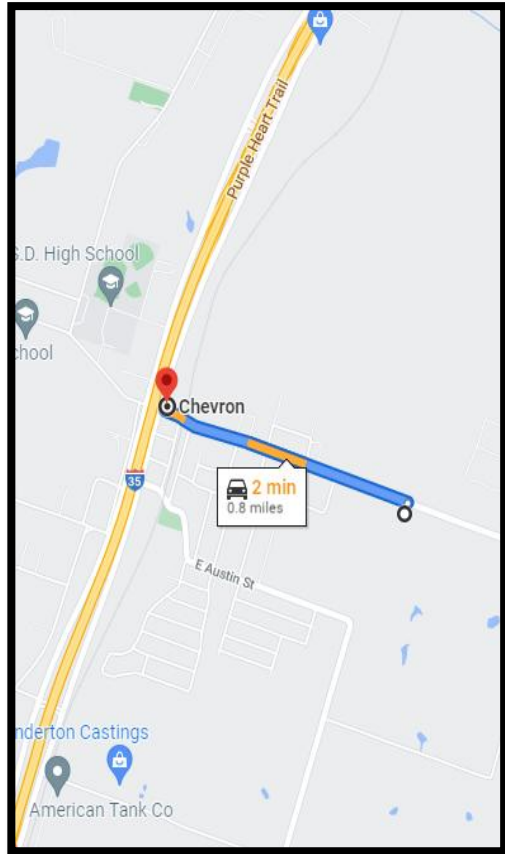 Purple Heart Trail
S.D. High School
hool
Chevron
35
2 min
0.8 miles
E Austin St
nderton Castings
American Tank Co